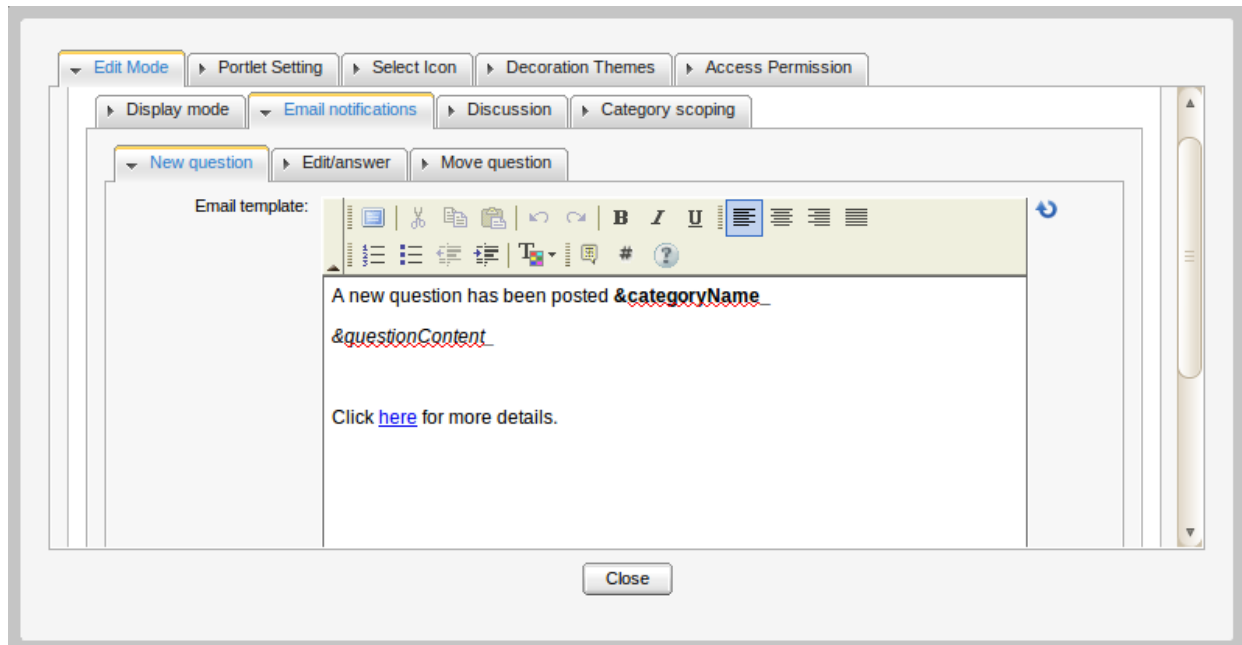 Edit Mode Portlet Setting Select Icon Decoration Themes Access Permission
Display mode Email notifications Discussion Category scoping
New question Edit/answer Move question
Email template:
B I U
# ?
A new question has been posted &categoryName_
&questionContent_
Click here for more details.
Close